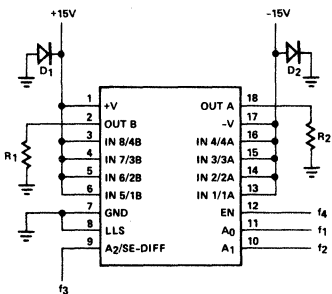 +15V
-15V
D1
D2
1 +V
OUT A 18
2 OUT B
-V 17
3 IN 8/4B
IN 4/4A 16
4 IN 7/3B
IN 3/3A 15
5 IN 6/2B
IN 2/2A 14
6 IN 5/1B
IN 1/1A 13
7 GND
EN 12
8 LLS
A0 11
9 A2/SE-DIFF
A1 10
R1
R2
f4
f1
f2
f3